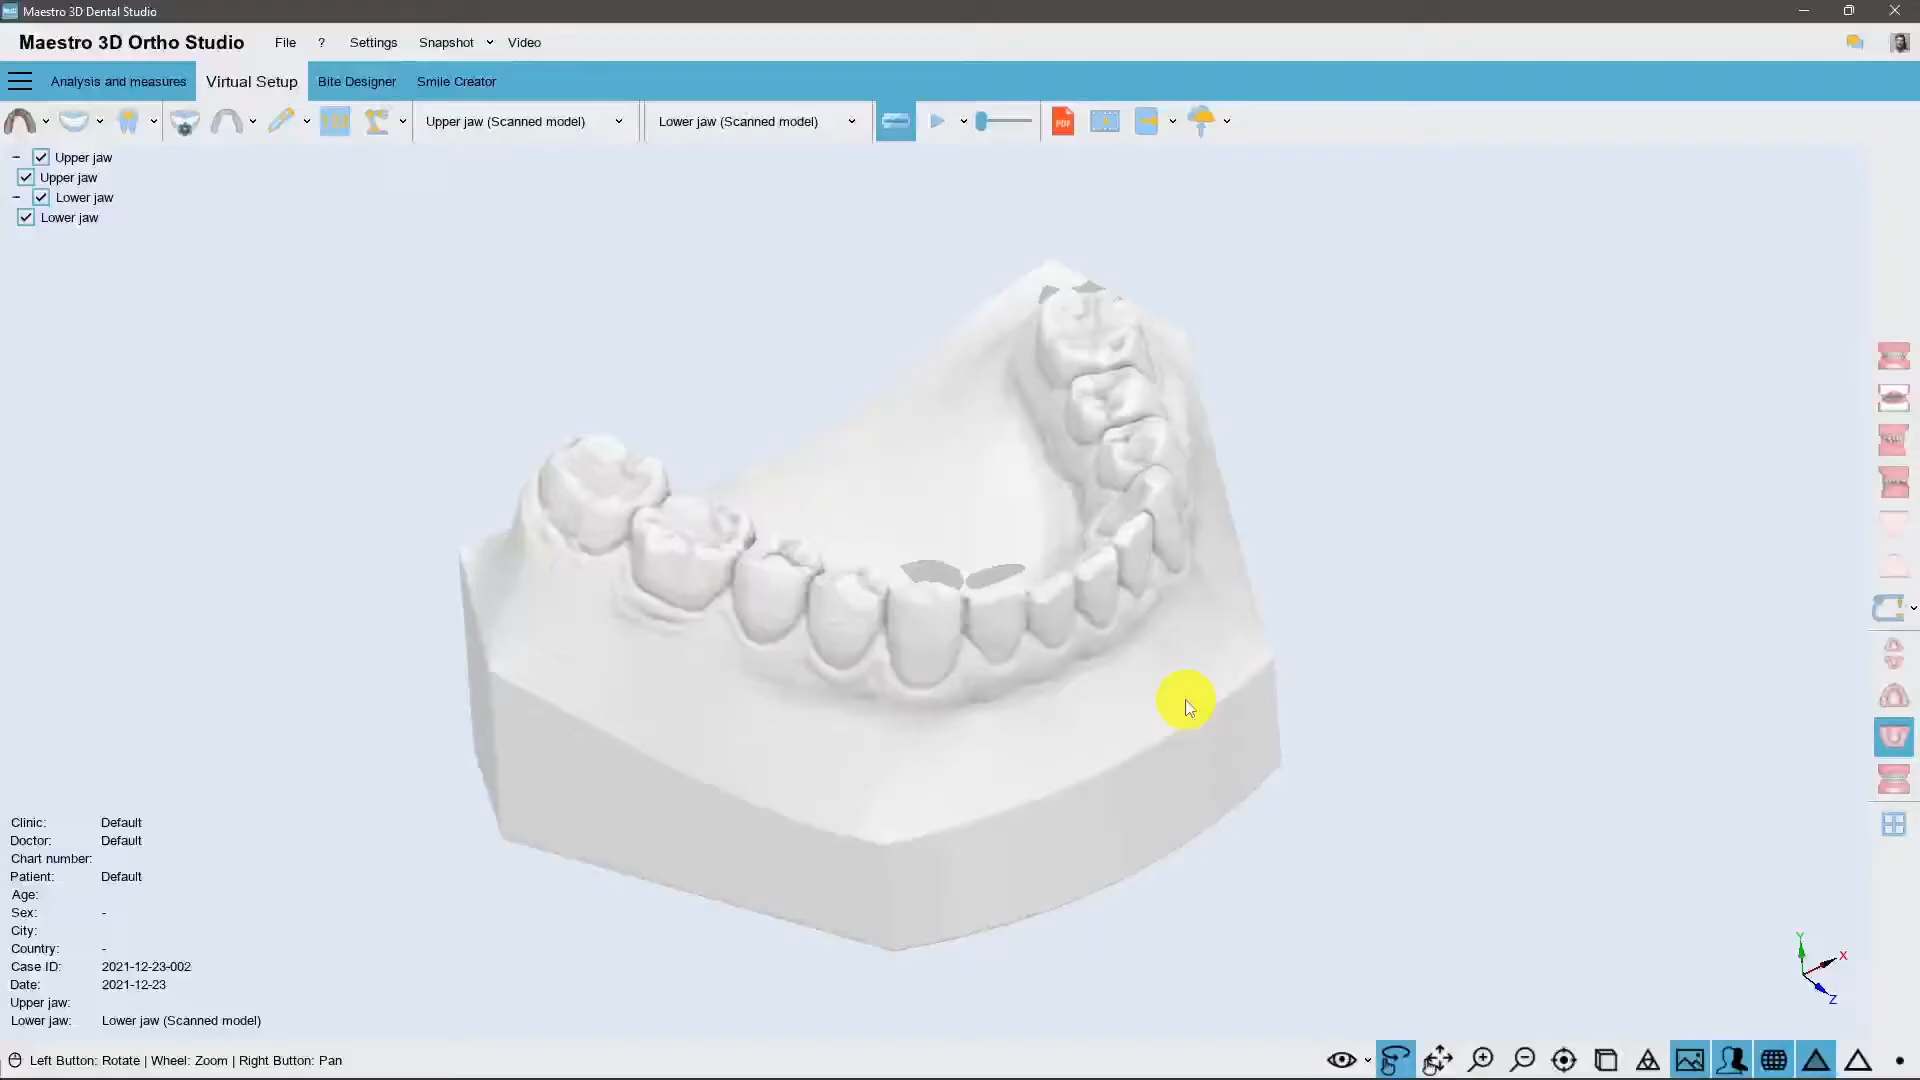 Maestro 3D Dental Studio
Maestro 3D Ortho Studio File ? Settings Snapshot Video
Analysis and measures Virtual Setup Bite Designer Smile Creator
123 Upper jaw (Scanned model) Lower jaw (Scanned model) PDF
Upper jaw
Upper jaw
Lower jaw
Lower jaw
Clinic: Default
Doctor: Default
Chart number:
Patient: Default
Age:
Sex: -
City:
Country: -
Case ID: 2021-12-23-002
Date: 2021-12-23
Upper jaw:
Lower jaw: Lower jaw (Scanned model)
Y
X
Z
Left Button: Rotate | Wheel: Zoom | Right Button: Pan